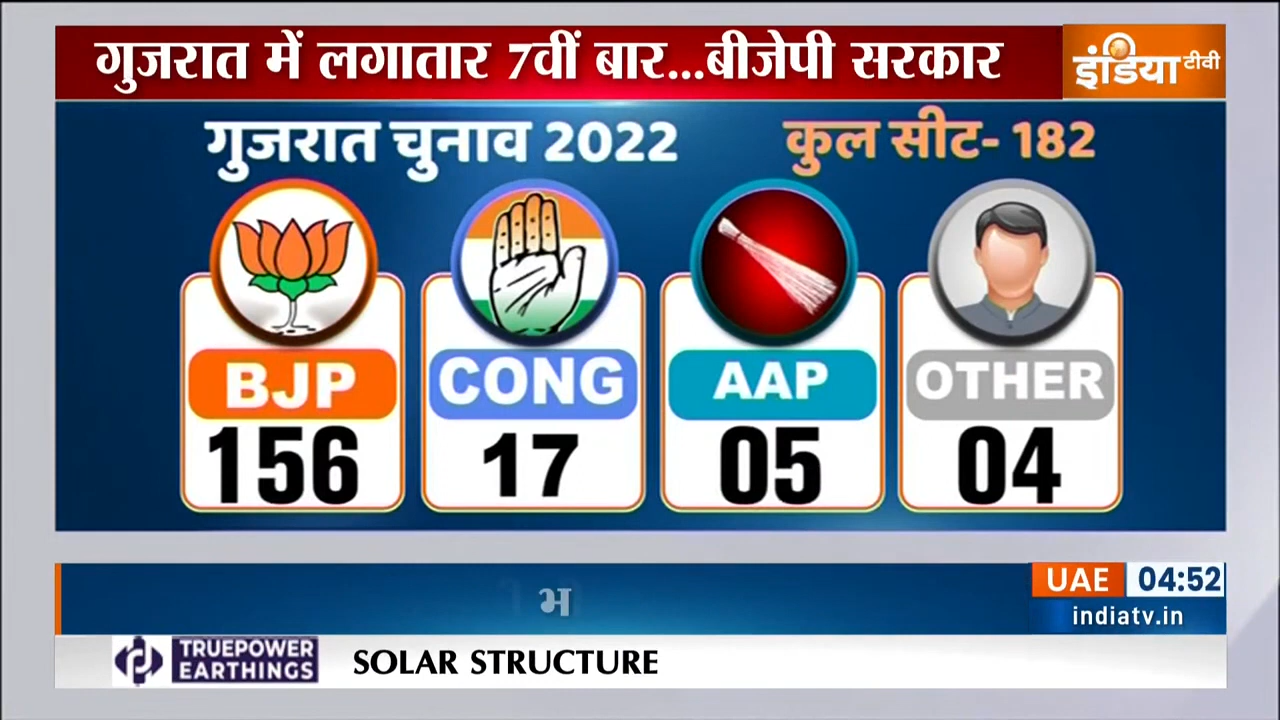 गुजरात में लगातार 7वीं बार...बीजेपी सरकार
इंडिया टीवी
गुजरात चुनाव 2022
कुल सीट- 182
BJP
156
CONG
17
AAP
05
OTHER
04
भ
UAE 04:52
indiatv.in
TRUEPOWER
EARTHINGS
SOLAR STRUCTURE